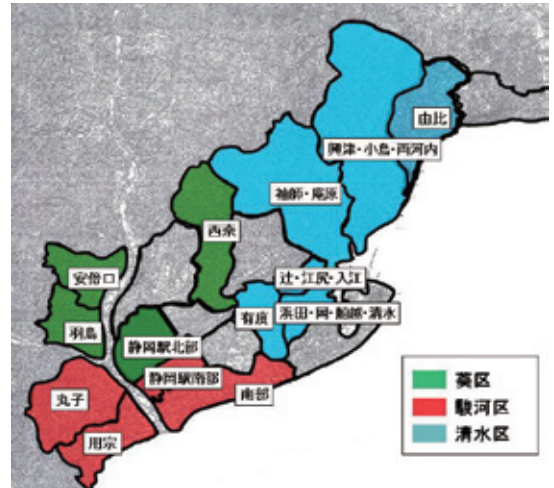 由比
興津・小島・両河内
袖師・庵原
西奈
安倍口
辻・江尻・入江
有度
浜田・岡・船越・清水
羽鳥
静岡駅北部
静岡駅南部
南部
丸子
用宗
葵区
駿河区
清水区